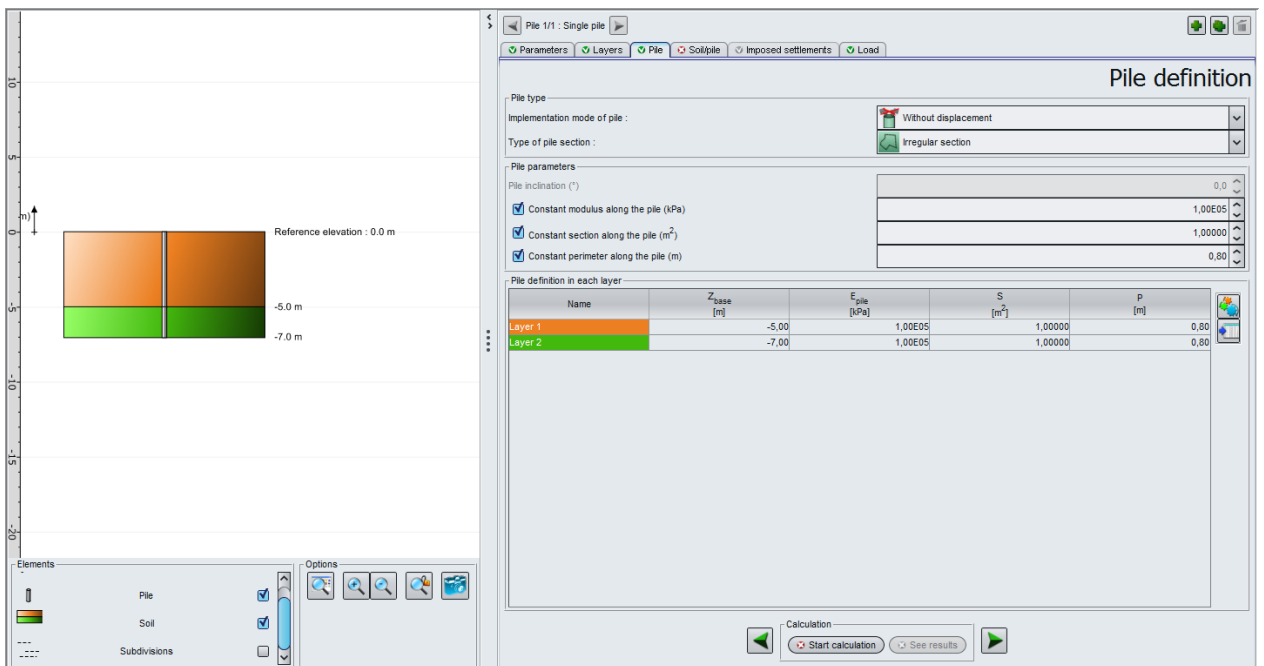 Pile 1/1 : Single pile
Parameters Layers Pile Soil/pile Imposed settlements Load
Pile definition
Pile type
Implementation mode of pile : Without displacement
Type of pile section : Irregular section
Pile parameters
Pile inclination (°) 0,0
Constant modulus along the pile (kPa) 1,00E05
Constant section along the pile (m²) 1,00000
Constant perimeter along the pile (m) 0,80
Pile definition in each layer
Name Zbase [m] Epile [kPa] S [m²] P [m]
Layer 1 -5,00 1,00E05 1,00000 0,80
Layer 2 -7,00 1,00E05 1,00000 0,80
Calculation
Start calculation See results
10
5
0
-5
-10
-15
-20
m)
Reference elevation : 0.0 m
-5.0 m
-7.0 m
Elements
Pile
Soil
Subdivisions
Options